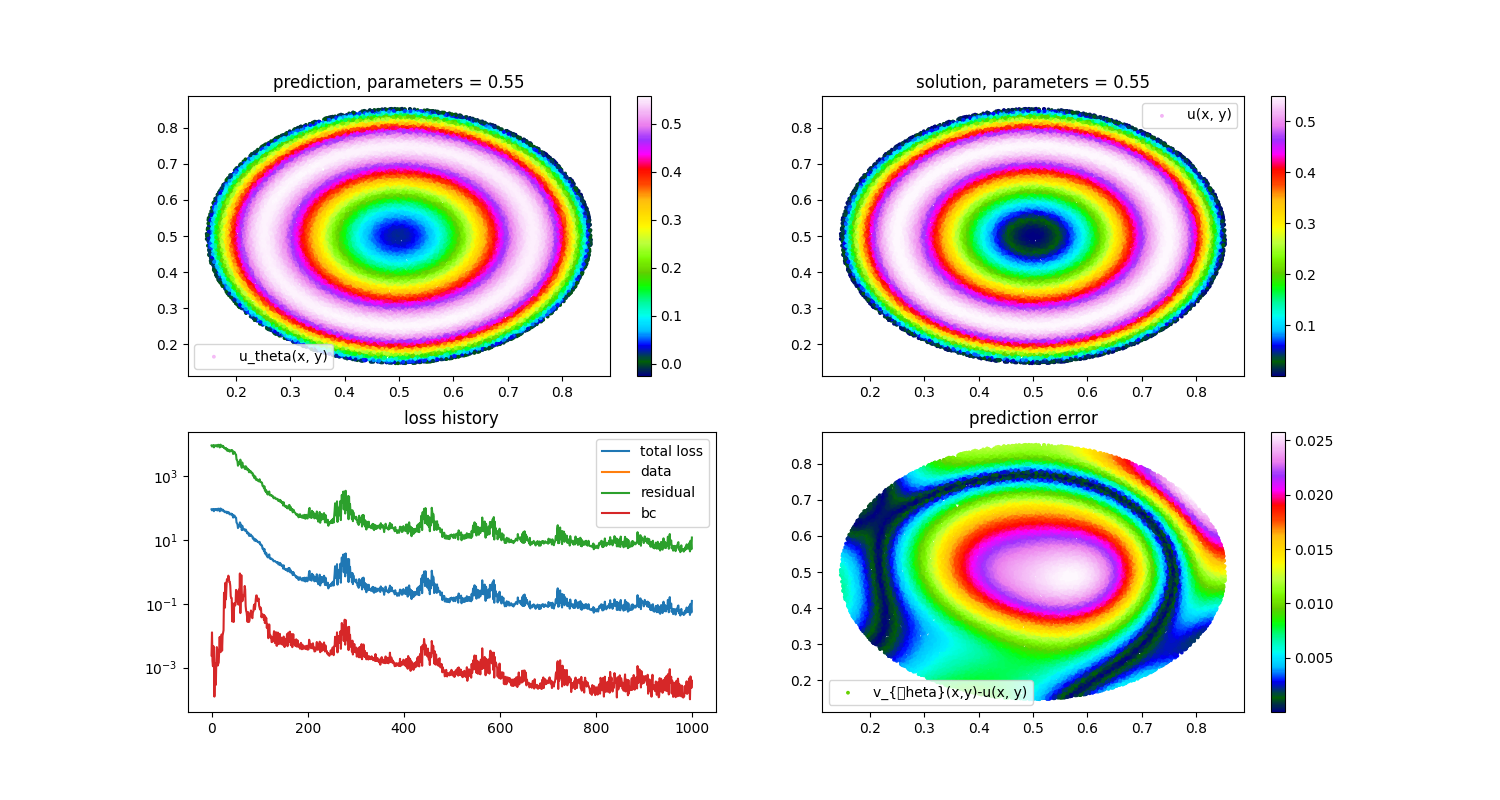 prediction, parameters = 0.55
0.8
0.7
0.6
0.5
0.4
0.3
0.2
u_theta(x, y)
0.2 0.3 0.4 0.5 0.6 0.7 0.8
0.5
0.4
0.3
0.2
0.1
0.0
solution, parameters = 0.55
u(x, y)
0.8
0.7
0.6
0.5
0.4
0.3
0.2
0.2 0.3 0.4 0.5 0.6 0.7 0.8
0.5
0.4
0.3
0.2
0.1
loss history
total loss
data
residual
bc
10³
10¹
10⁻¹
10⁻³
0 200 400 600 800 1000
prediction error
0.8
0.7
0.6
0.5
0.4
0.3
0.2
v_{▯heta}(x,y)-u(x, y)
0.2 0.3 0.4 0.5 0.6 0.7 0.8
0.025
0.020
0.015
0.010
0.005